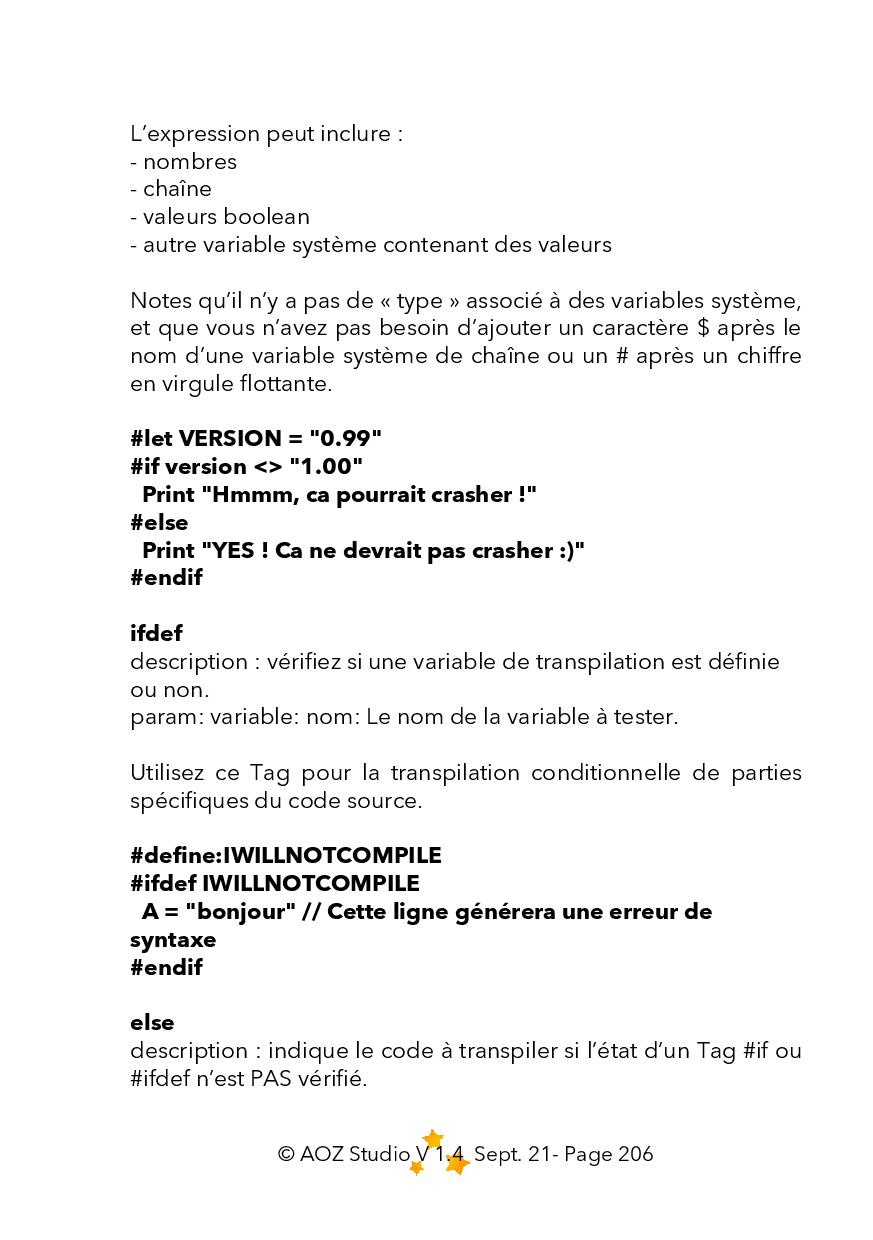 L’expression peut inclure :
- nombres
- chaîne
- valeurs boolean
- autre variable système contenant des valeurs
Notes qu’il n’y a pas de « type » associé à des variables système,
et que vous n’avez pas besoin d’ajouter un caractère $ après le
nom d’une variable système de chaîne ou un # après un chiffre
en virgule flottante.
#let VERSION = "0.99"
#if version <> "1.00"
Print "Hmmm, ca pourrait crasher !"
#else
Print "YES ! Ca ne devrait pas crasher :)"
#endif
ifdef
description : vérifiez si une variable de transpilation est définie
ou non.
param: variable: nom: Le nom de la variable à tester.
Utilisez ce Tag pour la transpilation conditionnelle de parties
spécifiques du code source.
#define:IWILLNOTCOMPILE
#ifdef IWILLNOTCOMPILE
A = "bonjour" // Cette ligne générera une erreur de
syntaxe
#endif
else
description : indique le code à transpiler si l’état d’un Tag #if ou
#ifdef n’est PAS vérifié.
© AOZ Studio V 1.4 Sept. 21- Page 206